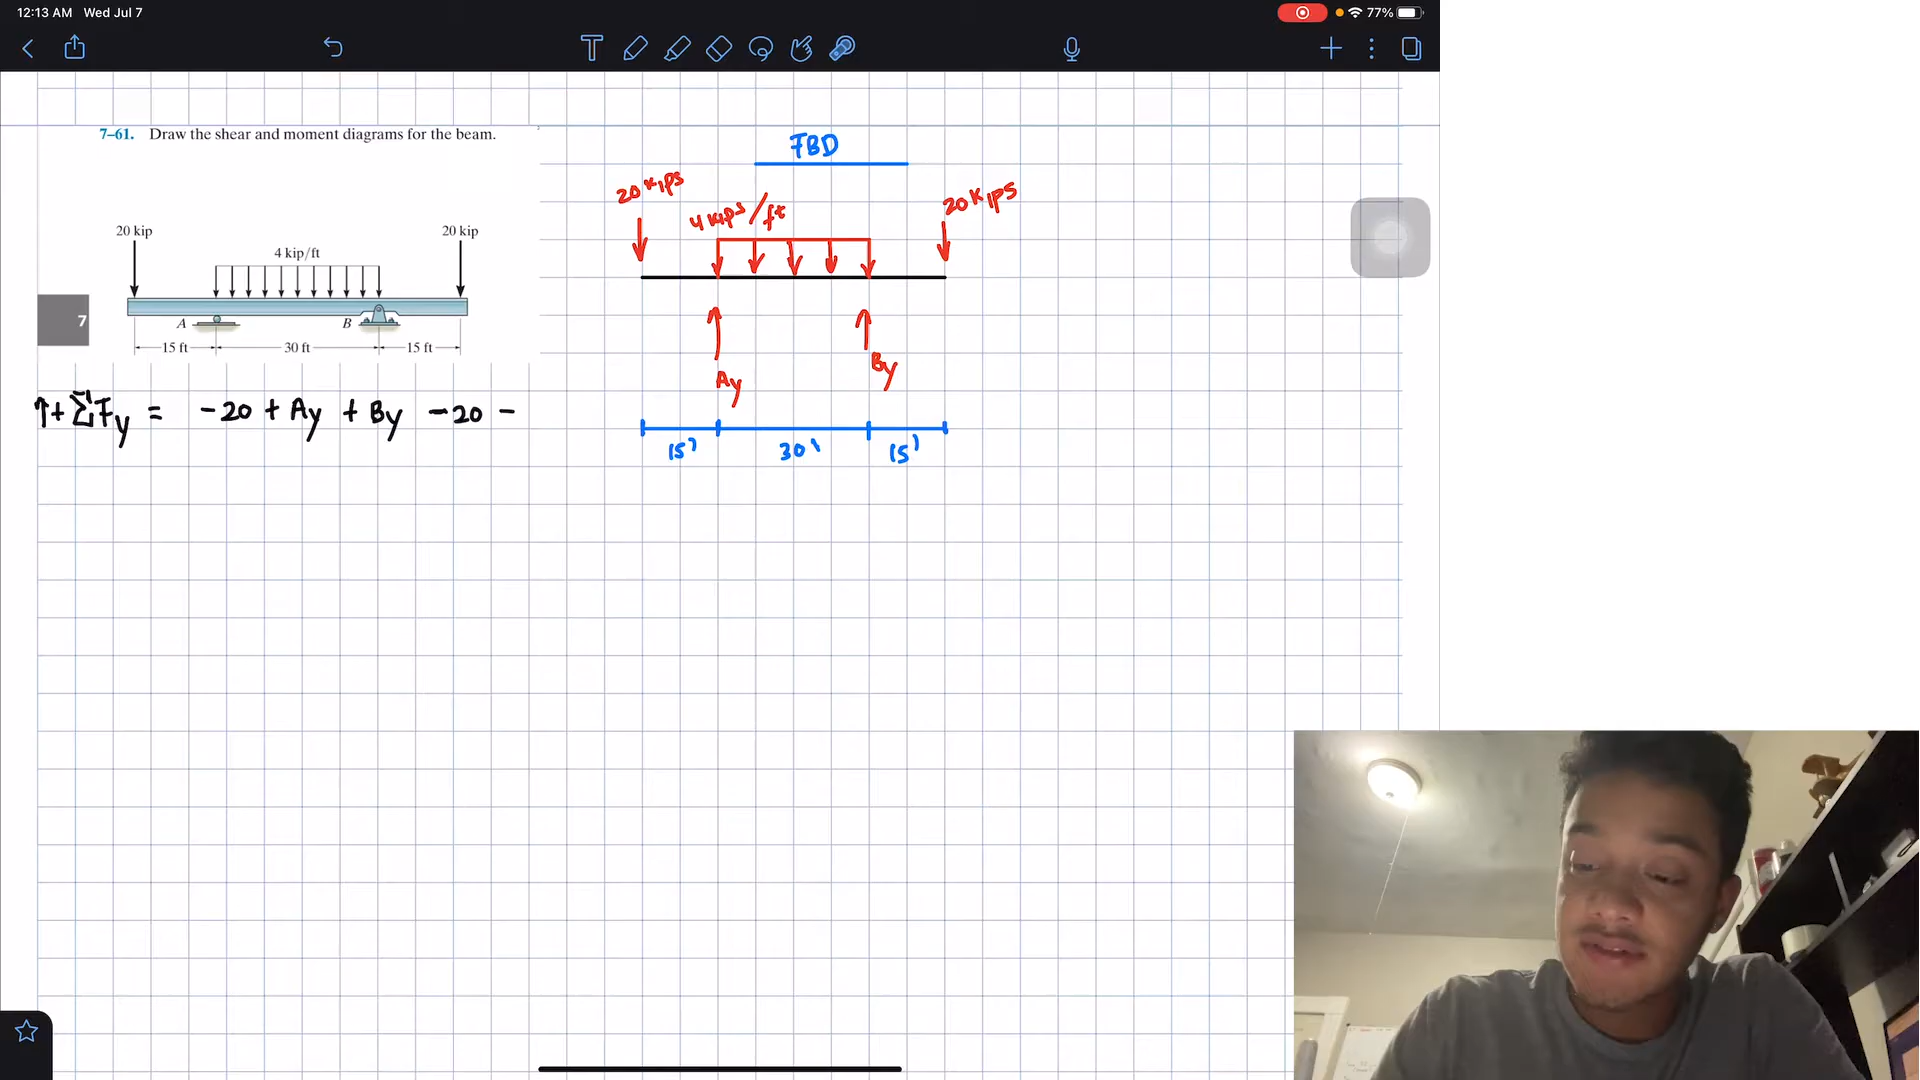 12:13 AM Wed Jul 7
77%
7–61. Draw the shear and moment diagrams for the beam.
20 kip
20 kip
4 kip/ft
7
A
B
15 ft
30 ft
15 ft
↑+ ΣFy = -20 + Ay + By -20 -
FBD
20 kips
4 kips/ft
20 kips
Ay
By
15'
30'
15'